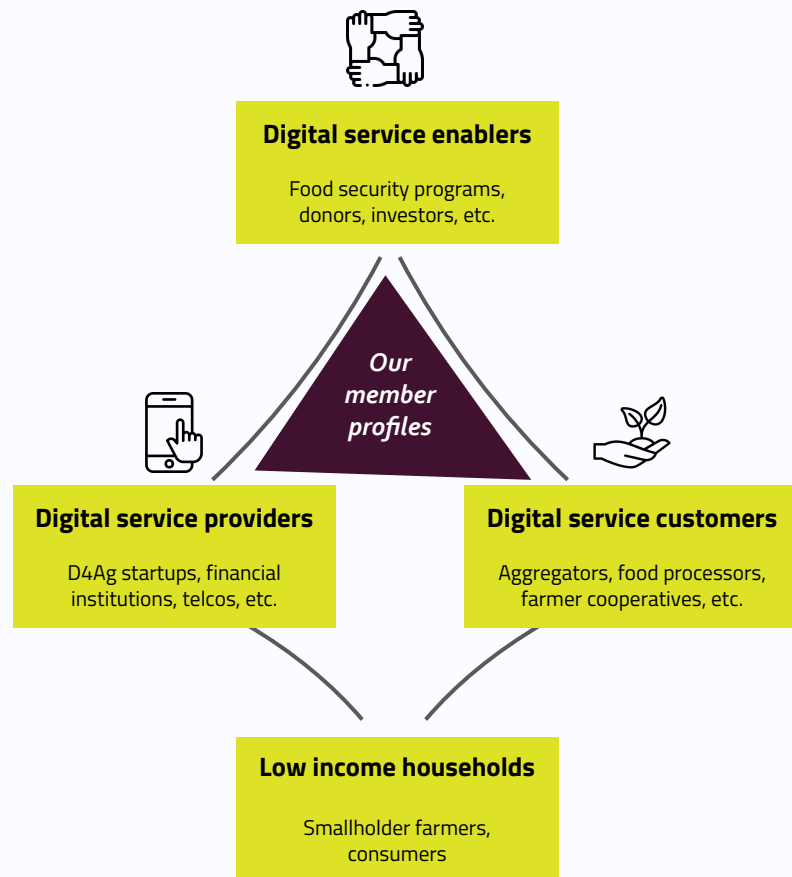 Digital service enablers
Food security programs,
donors, investors, etc.
Our
member
profiles
Digital service providers
D4Ag startups, financial
institutions, telcos, etc.
Digital service customers
Aggregators, food processors,
farmer cooperatives, etc.
Low income households
Smallholder farmers,
consumers